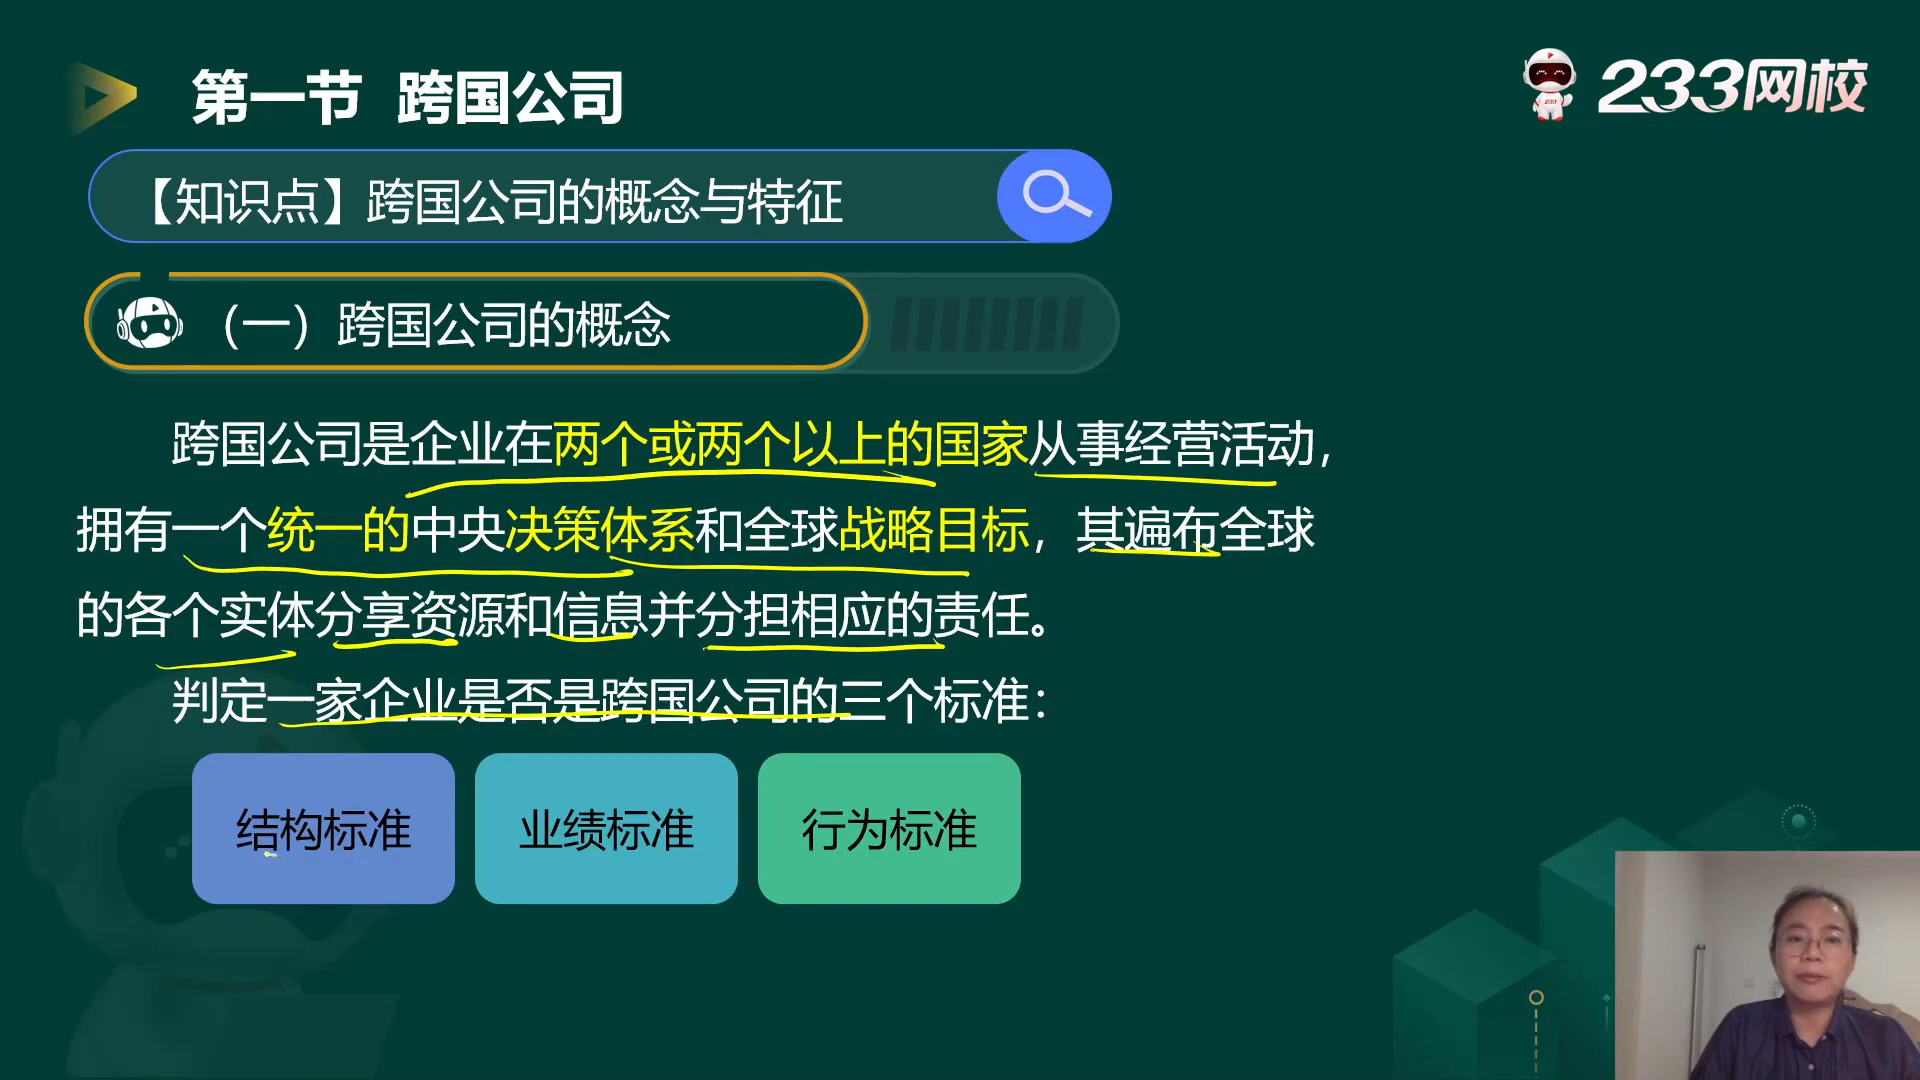 第一节 跨国公司
233网校
【知识点】跨国公司的概念与特征
（一）跨国公司的概念
跨国公司是企业在两个或两个以上的国家从事经营活动，
拥有一个统一的中央决策体系和全球战略目标，其遍布全球
的各个实体分享资源和信息并分担相应的责任。
判定一家企业是否是跨国公司的三个标准：
结构标准
业绩标准
行为标准